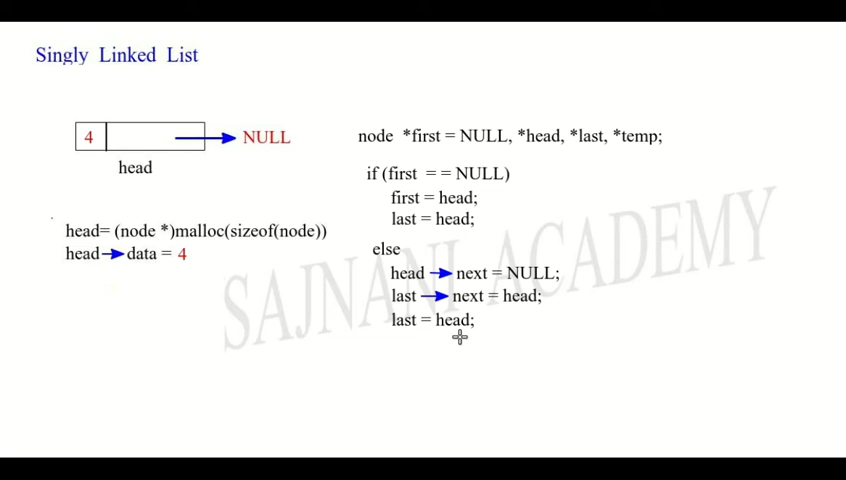 Singly Linked List
4 NULL
head
head= (node *)malloc(sizeof(node))
head data = 4
node *first = NULL, *head, *last, *temp;
if (first = = NULL)
first = head;
last = head;
else
head next = NULL;
last next = head;
last = head;
SAJNANI ACADEMY